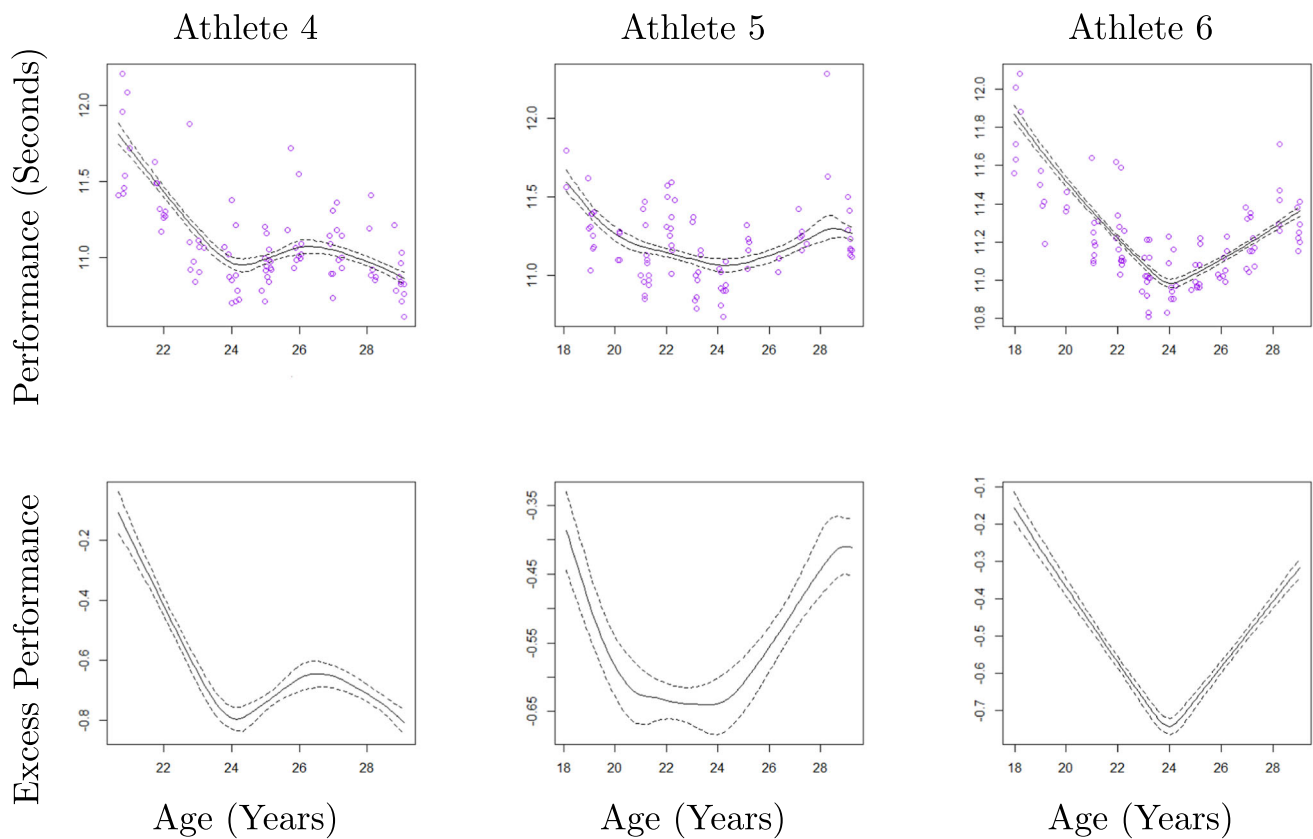 Athlete 4 Athlete 5 Athlete 6
Performance (Seconds)
12.0 12.0 12.0
11.5 11.5 11.8
11.0 11.0 11.6
11.4
11.2
11.0
10.8
22 24 26 28 18 20 22 24 26 28 18 20 22 24 26 28
Excess Performance
-0.2 -0.35 -0.1
-0.4 -0.45 -0.2
-0.6 -0.55 -0.3
-0.8 -0.65 -0.4
-0.5
-0.6
-0.7
22 24 26 28 18 20 22 24 26 28 18 20 22 24 26 28
Age (Years) Age (Years) Age (Years)